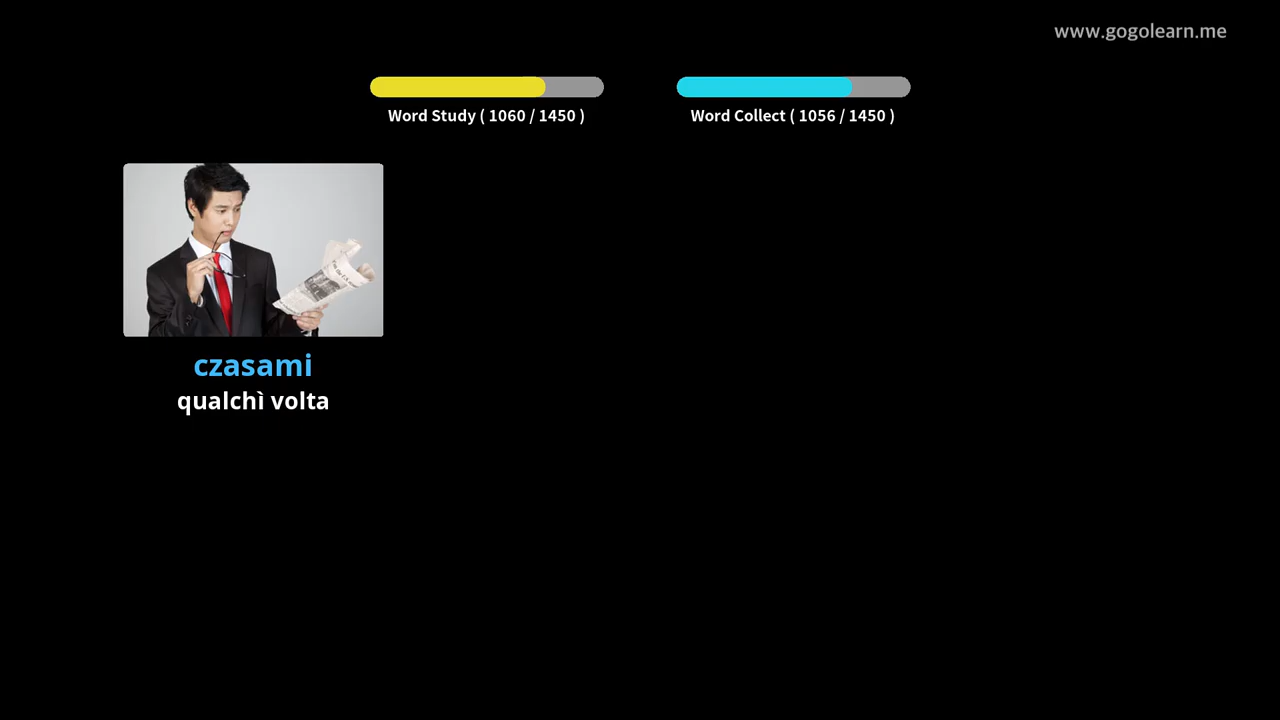 www.gogolearn.me
Word Study ( 1060 / 1450 )
Word Collect ( 1056 / 1450 )
czasami
qualchì volta